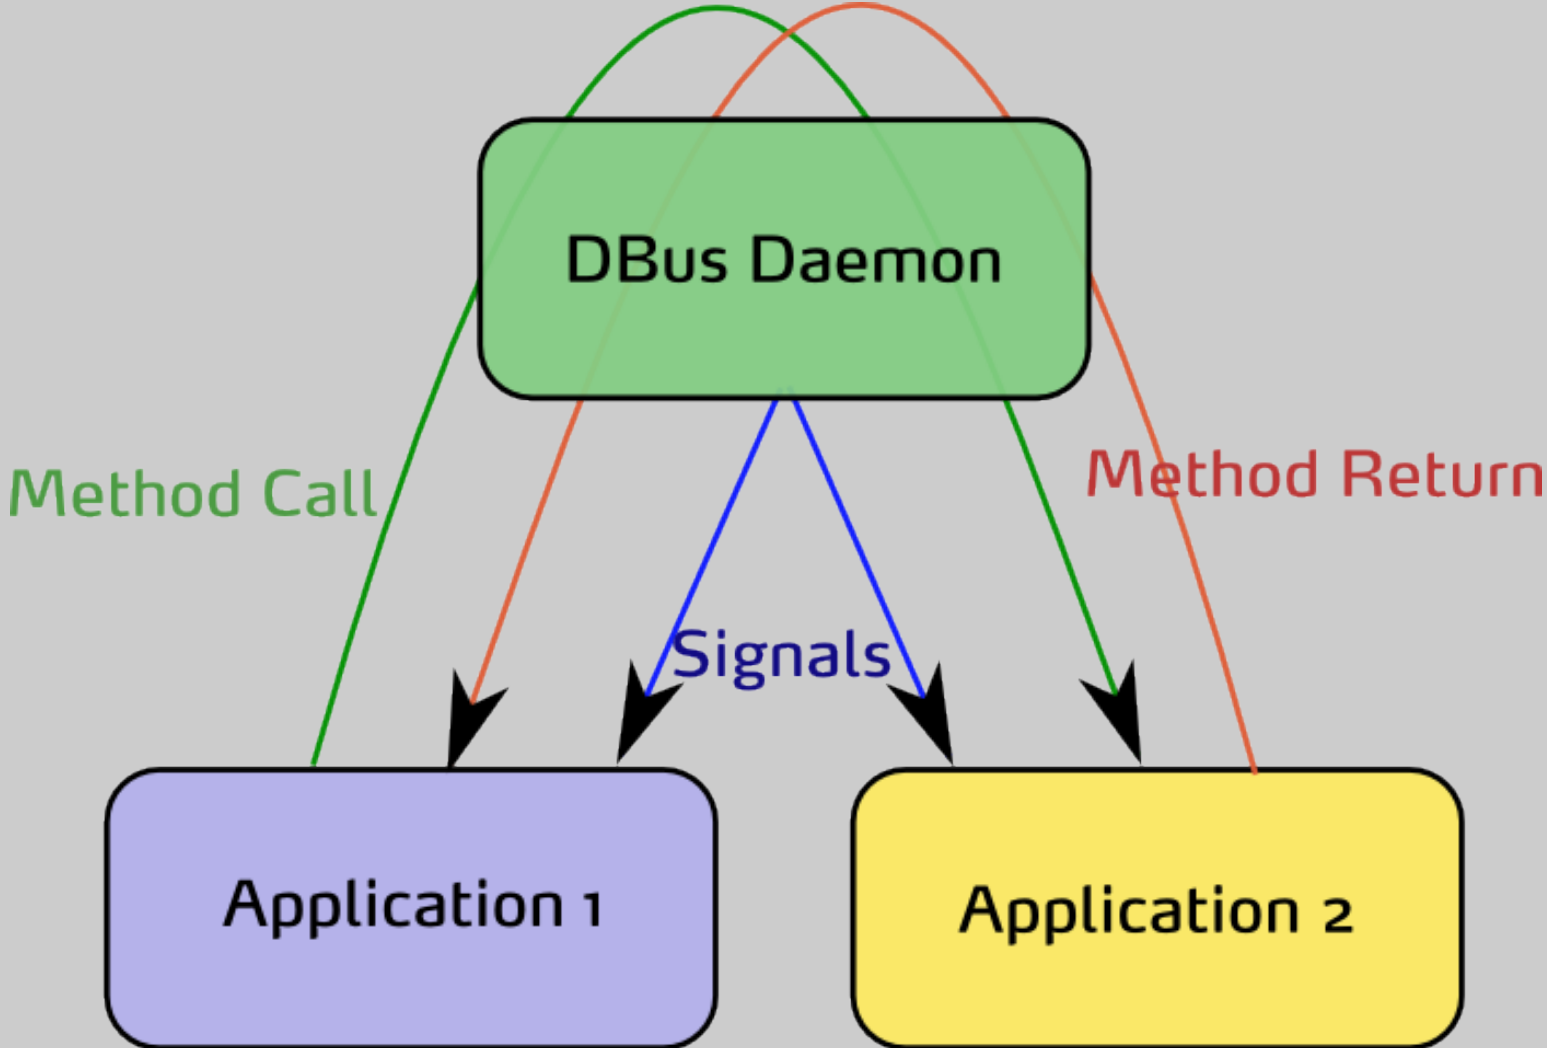 DBus Daemon
Method Call
Method Return
Signals
Application 1
Application 2